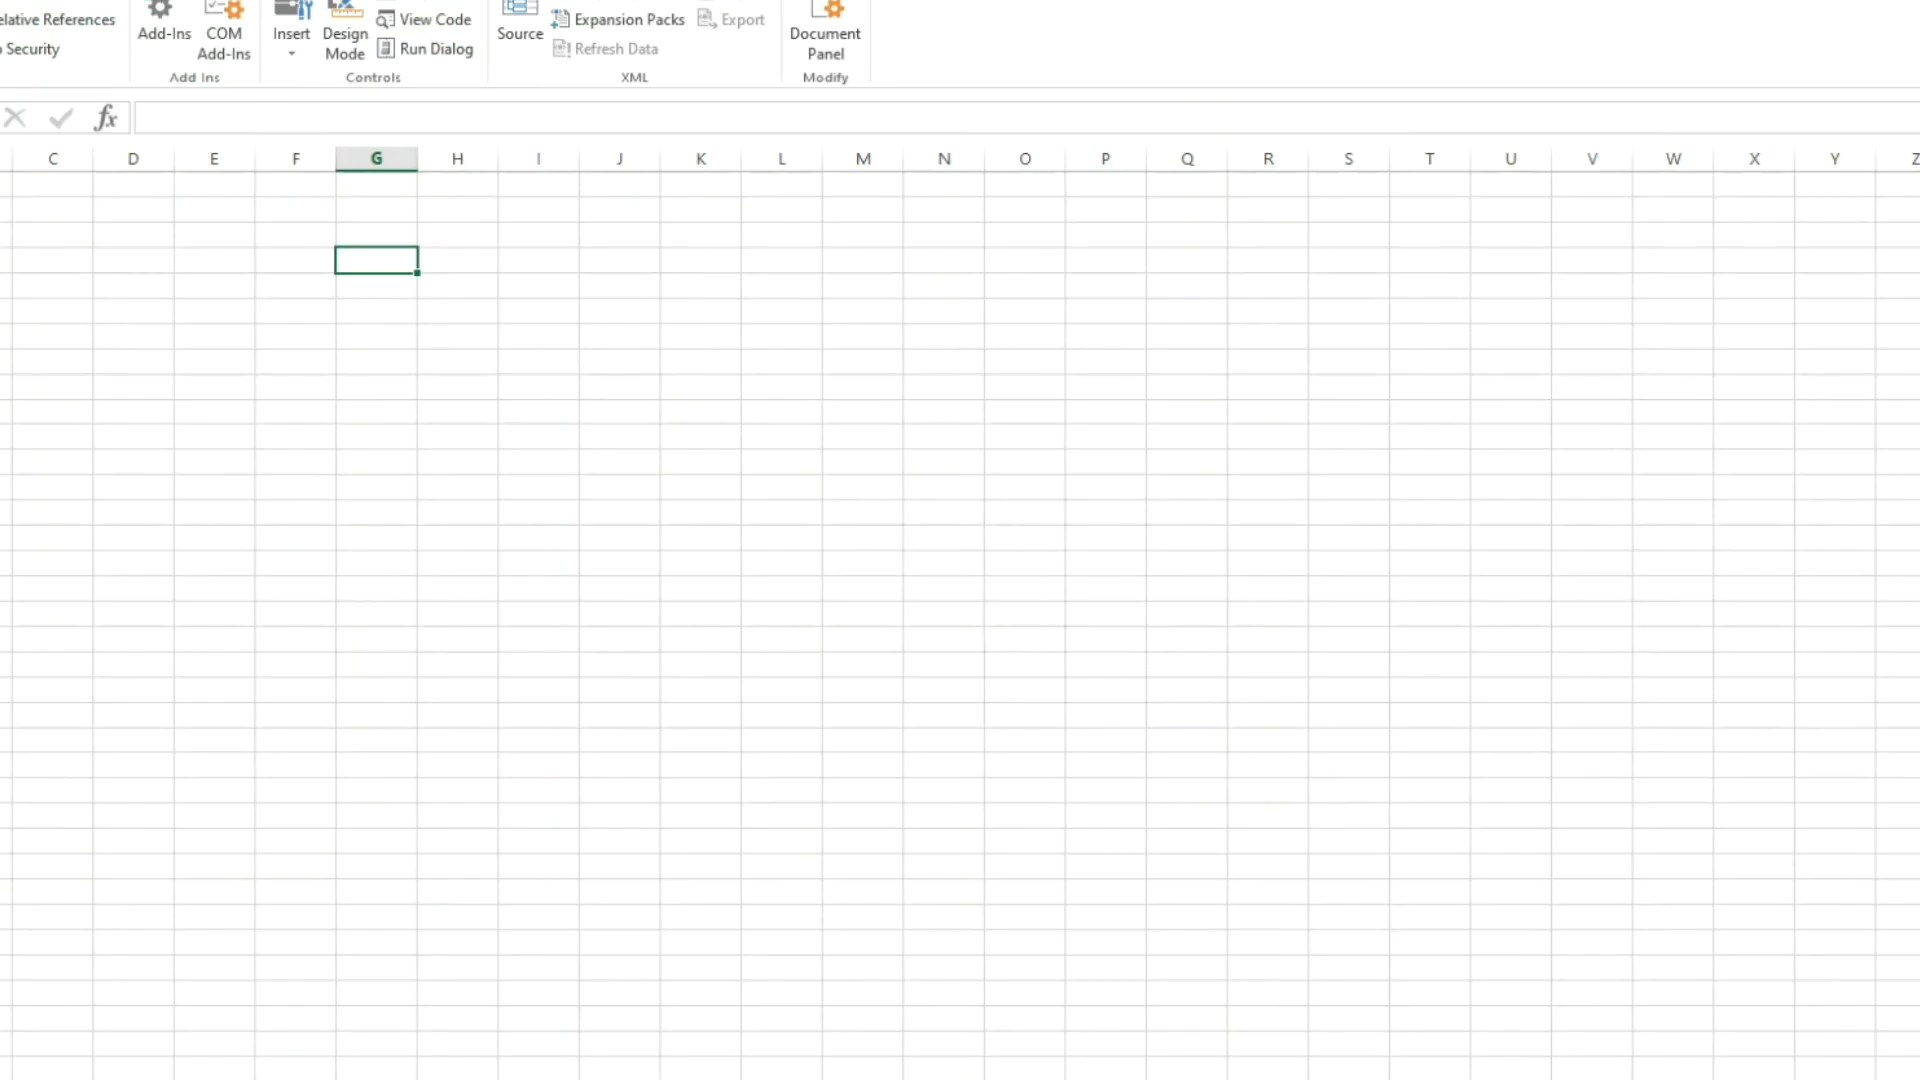 elative References
Security
Add-Ins
COM
Add-Ins
Add Ins
Insert
Design
Mode
View Code
Run Dialog
Controls
Source
Expansion Packs
Export
Refresh Data
XML
Document
Panel
Modify
fx
C D E F G H I J K L M N O P Q R S T U V W X Y Z